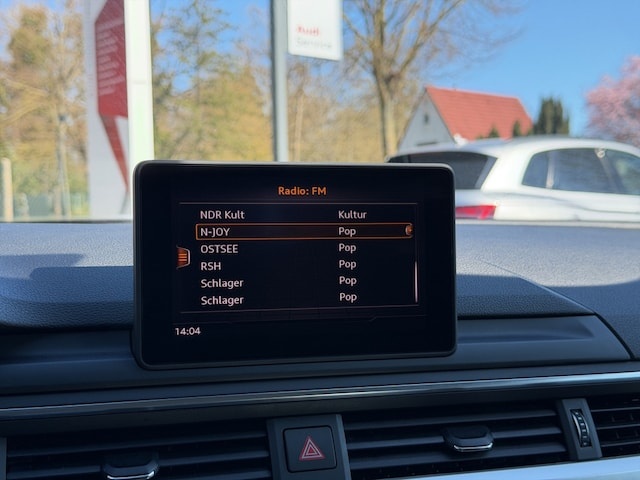 Audi
Service
Radio: FM
NDR Kult Kultur
N-JOY Pop
OSTSEE Pop
RSH Pop
Schlager Pop
Schlager Pop
14:04